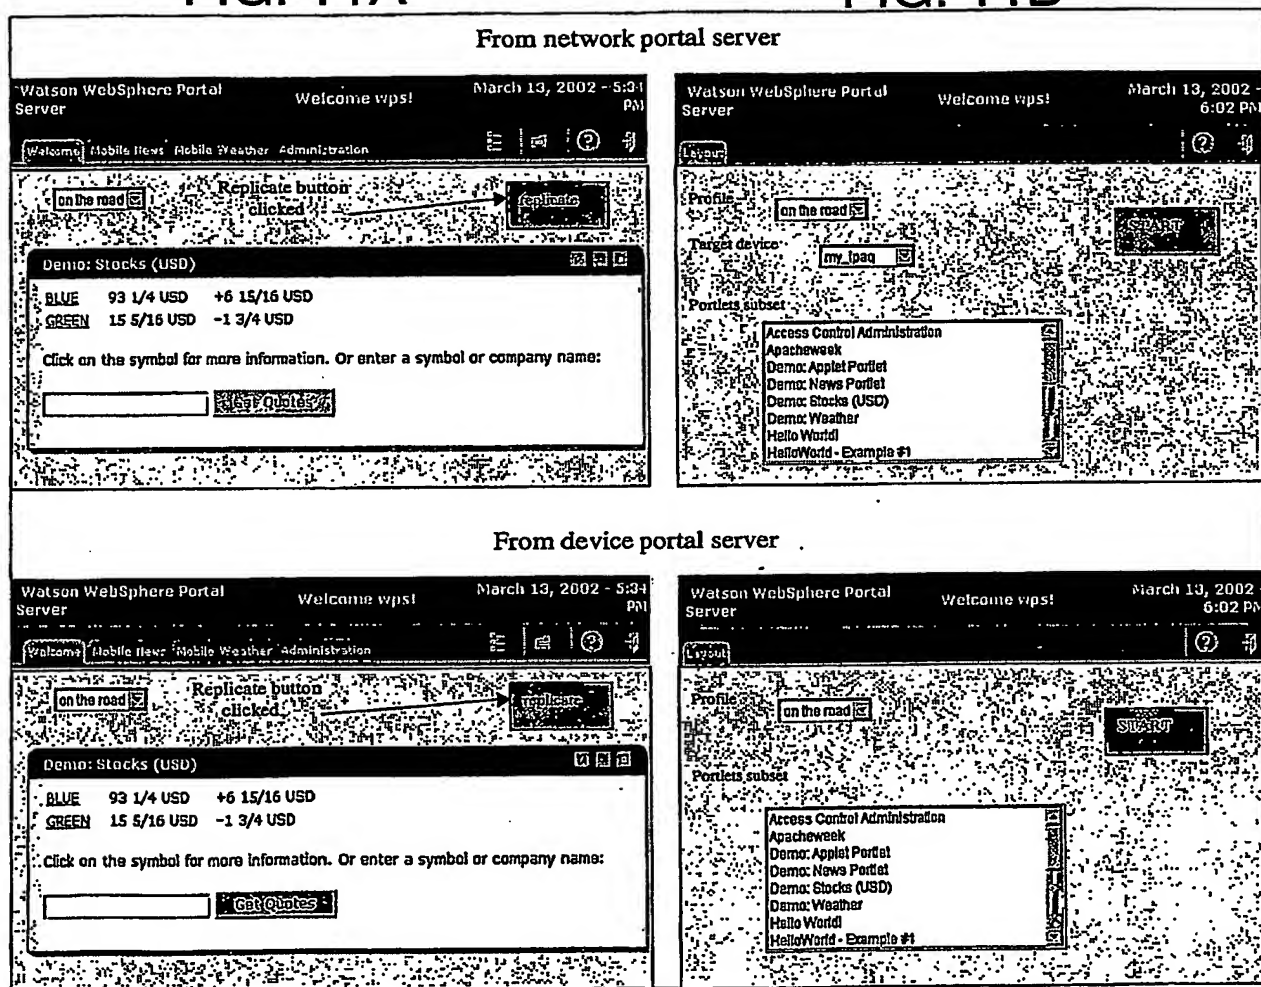 FIG. 11A
FIG. 11B
From network portal server
Watson WebSphere Portal Server
Welcome wps!
March 13, 2002 - 5:34 PM
Welcome Mobile News Mobile Weather Administration
on the road
Replicate button clicked
replicate
Demo: Stocks (USD)
BLUE 93 1/4 USD +6 15/16 USD
GREEN 15 5/16 USD -1 3/4 USD
Click on the symbol for more information. Or enter a symbol or company name:
Get Quotes
Watson WebSphere Portal Server
Welcome wps!
March 13, 2002 - 6:02 PM
Layout
Profile
on the road
START
Target device
my_ipaq
Portlets subset
Access Control Administration
Apacheweek
Demo: Applet Portlet
Demo: News Portlet
Demo: Stocks (USD)
Demo: Weather
Hello World!
HelloWorld - Example #1
From device portal server
Watson WebSphere Portal Server
Welcome wps!
March 13, 2002 - 5:34 PM
Welcome Mobile News Mobile Weather Administration
on the road
Replicate button clicked
replicate
Demo: Stocks (USD)
BLUE 93 1/4 USD +6 15/16 USD
GREEN 15 5/16 USD -1 3/4 USD
Click on the symbol for more information. Or enter a symbol or company name:
Get Quotes
Watson WebSphere Portal Server
Welcome wps!
March 13, 2002 - 6:02 PM
Layout
Profile
on the road
START
Portlets subset
Access Control Administration
Apacheweek
Demo: Applet Portlet
Demo: News Portlet
Demo: Stocks (USD)
Demo: Weather
Hello World!
HelloWorld - Example #1